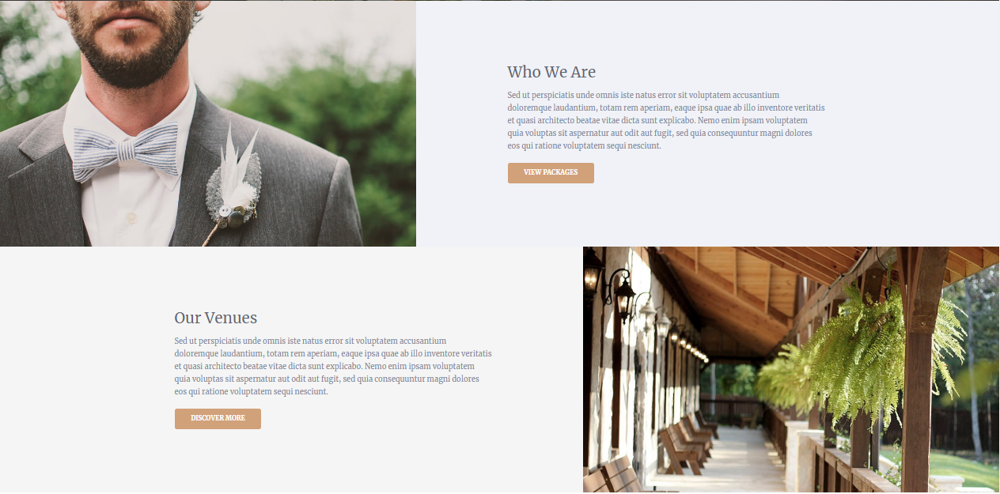 Who We Are
Sed ut perspiciatis unde omnis iste natus error sit voluptatem accusantium
doloremque laudantium, totam rem aperiam, eaque ipsa quae ab illo inventore veritatis
et quasi architecto beatae vitae dicta sunt explicabo. Nemo enim ipsam voluptatem
quia voluptas sit aspernatur aut odit aut fugit, sed quia consequuntur magni dolores
eos qui ratione voluptatem sequi nesciunt.
VIEW PACKAGES
Our Venues
Sed ut perspiciatis unde omnis iste natus error sit voluptatem accusantium
doloremque laudantium, totam rem aperiam, eaque ipsa quae ab illo inventore veritatis
et quasi architecto beatae vitae dicta sunt explicabo. Nemo enim ipsam voluptatem
quia voluptas sit aspernatur aut odit aut fugit, sed quia consequuntur magni dolores
eos qui ratione voluptatem sequi nesciunt.
DISCOVER MORE